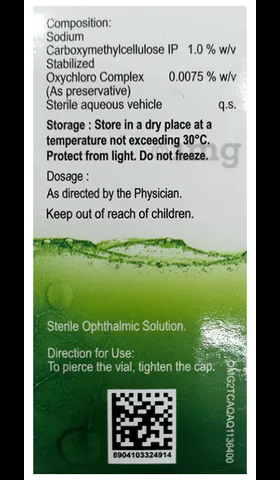 Composition:
Sodium
Carboxymethylcellulose IP 1.0 % w/v
Stabilized
Oxychloro Complex 0.0075 % w/v
(As preservative)
Sterile aqueous vehicle q.s.
Storage : Store in a dry place at a
temperature not exceeding 30°C.
Protect from light. Do not freeze.
mg
Dosage :
As directed by the Physician.
Keep out of reach of children.
Sterile Ophthalmic Solution.
Direction for Use:
To pierce the vial, tighten the cap.
OMG2TCAQAQ1136400
8904103324914